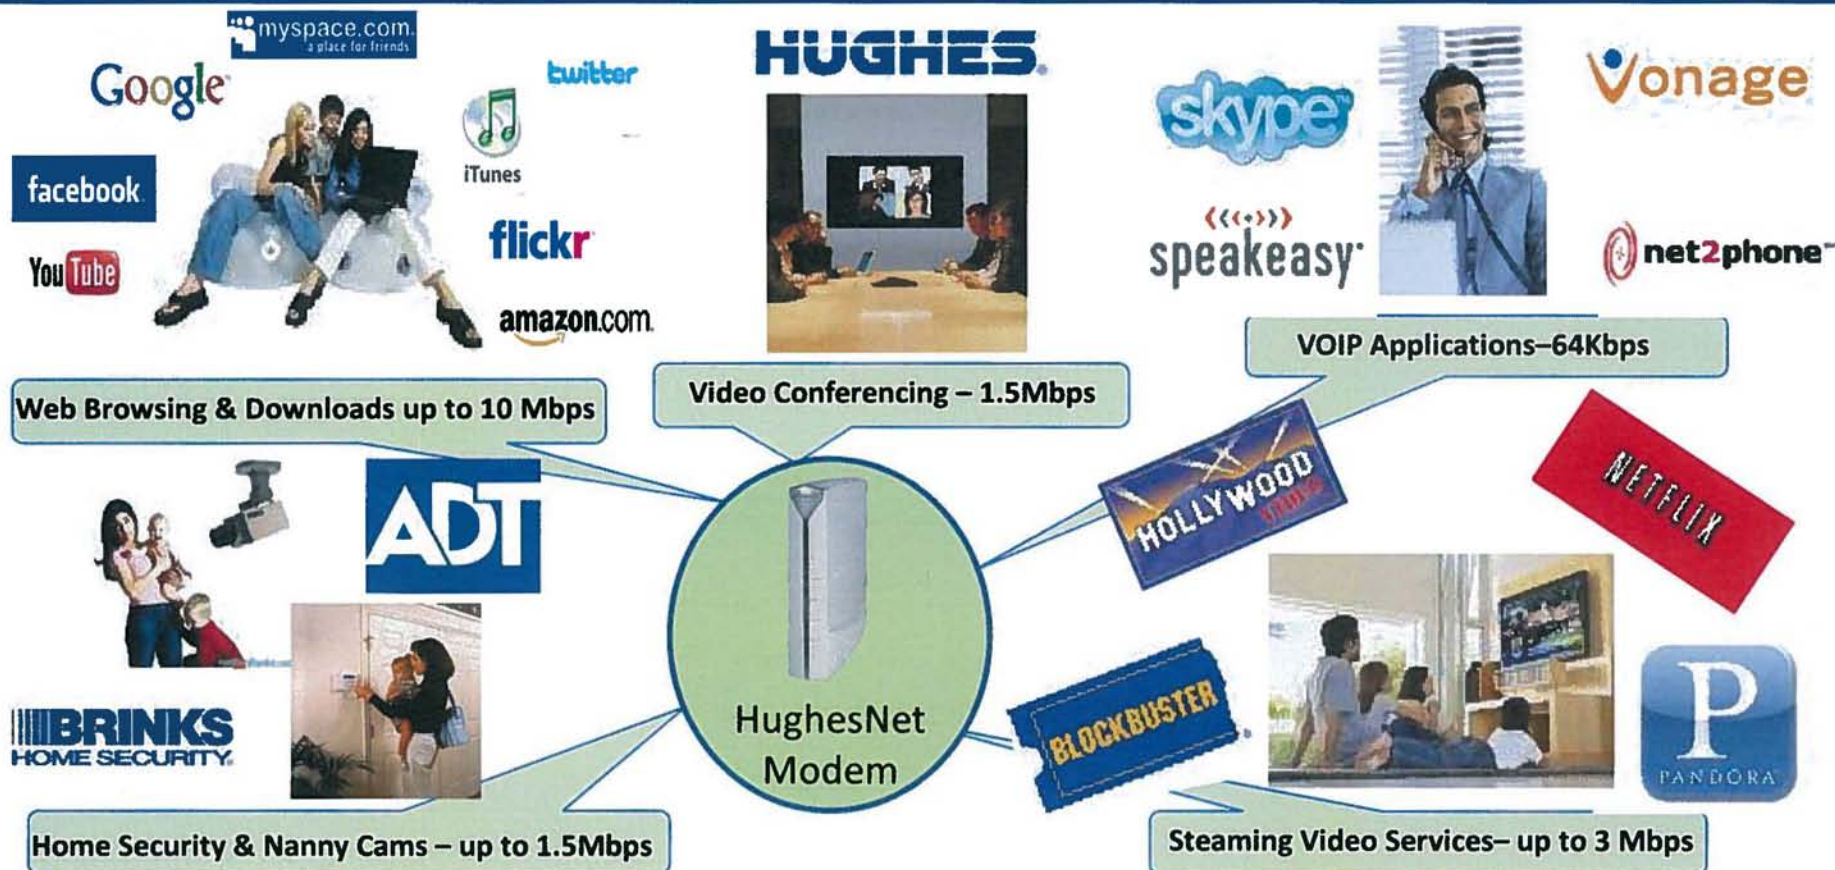 myspace.com.
a place for friends
Google
twitter
iTunes
facebook.
flickr
You Tube
amazon.com.
Web Browsing & Downloads up to 10 Mbps
HUGHES.
Video Conferencing – 1.5Mbps
skype
Vonage
speakeasy
net2phone
VOIP Applications–64Kbps
ADT
BRINKS
HOME SECURITY.
Home Security & Nanny Cams – up to 1.5Mbps
HughesNet
Modem
HOLLYWOOD
NETFLIX
BLOCKBUSTER
P
PANDORA
Steaming Video Services– up to 3 Mbps